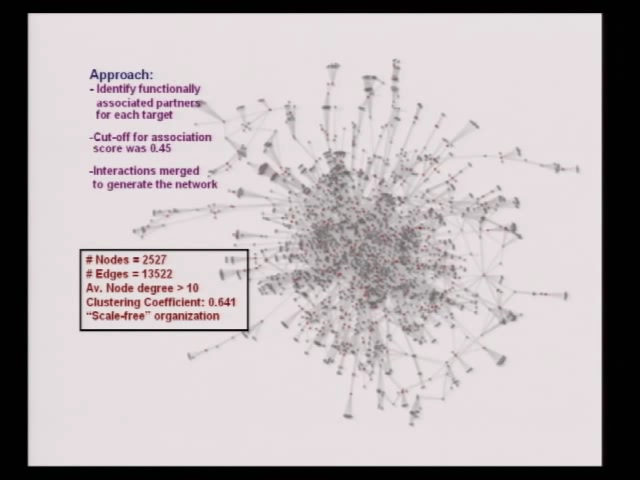 Approach:
- Identify functionally
associated partners
for each target
-Cut-off for association
score was 0.45
-Interactions merged
to generate the network
# Nodes = 2527
# Edges = 13522
Av. Node degree > 10
Clustering Coefficient: 0.641
“Scale-free” organization